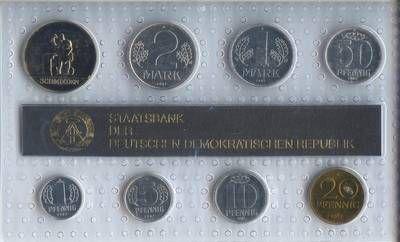 2
MARK
1
MARK
50
PFENNIG
STAATSBANK
DER
DEUTSCHEN DEMOKRATISCHEN REPUBLIK
1
PFENNIG
5
PFENNIG
10
PFENNIG
20
PFENNIG